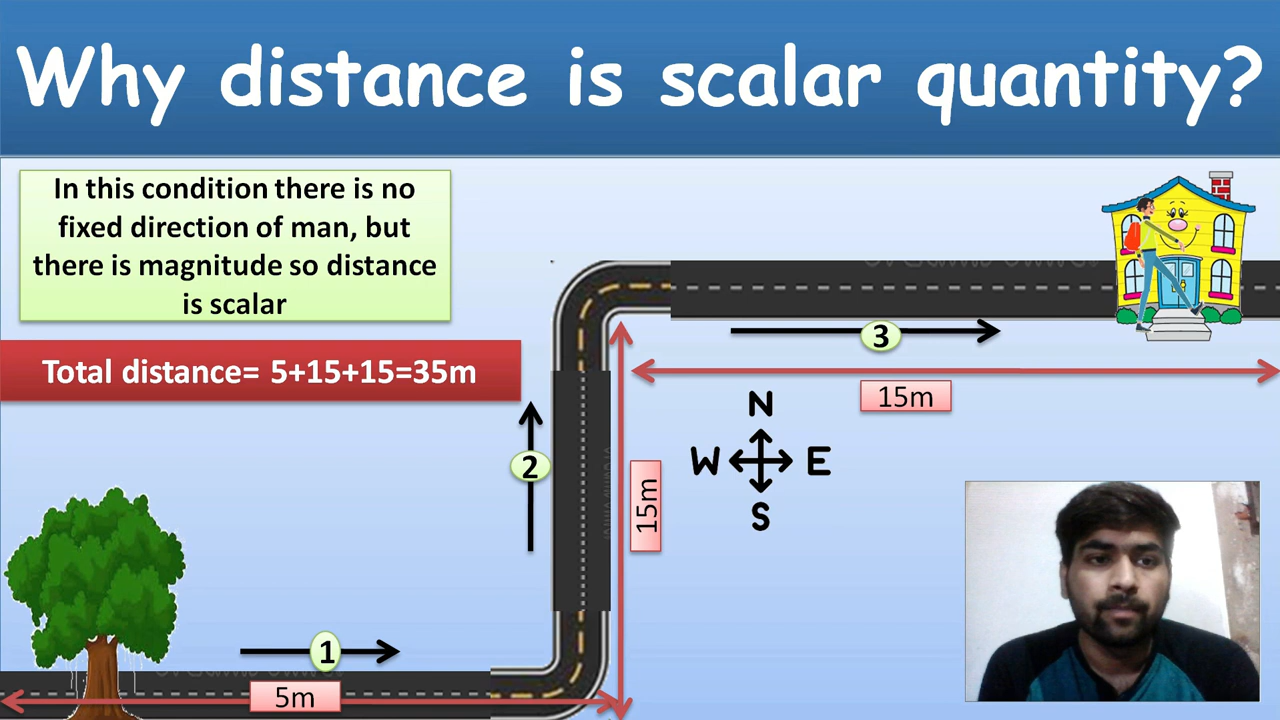 Why distance is scalar quantity?
In this condition there is no
fixed direction of man, but
there is magnitude so distance
is scalar
Total distance= 5+15+15=35m
3
15m
N
W E
S
2
15m
1
5m